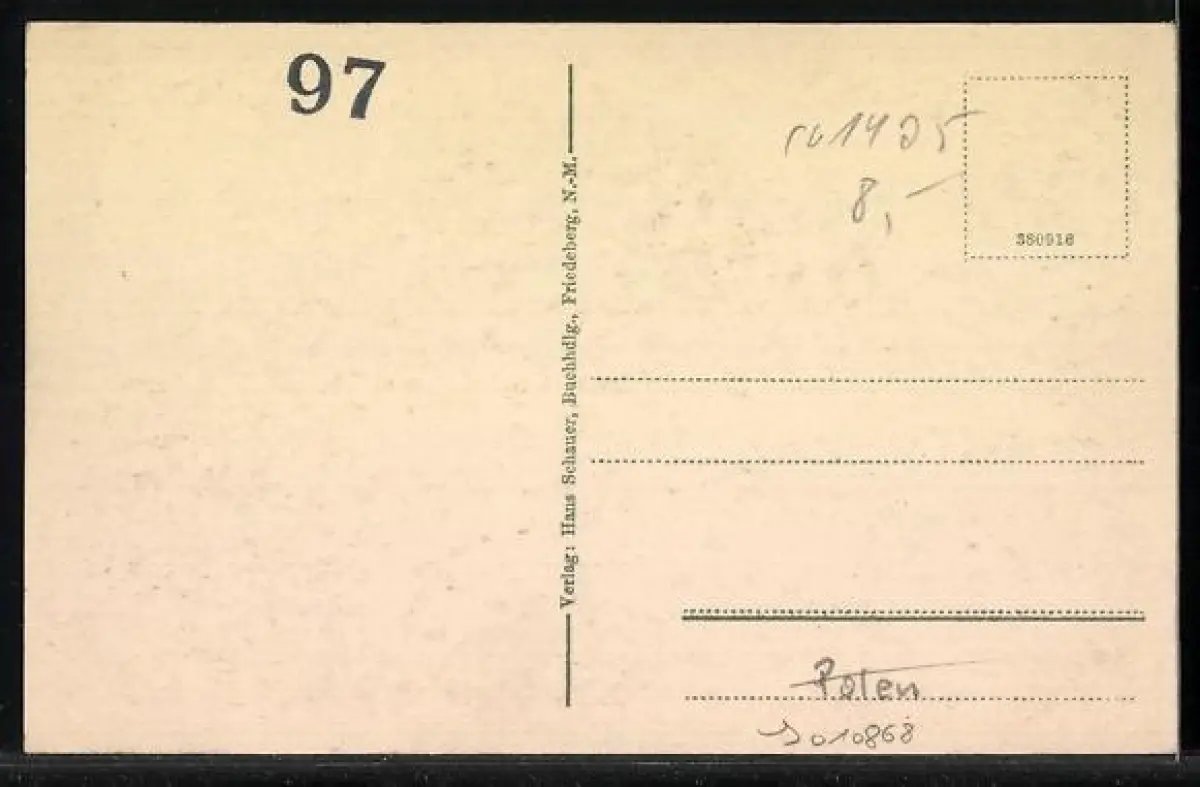 97
8,-
380916
Verlag: Hans Schauer, Buchhdlg., Friedeberg, N.-M.
Polen